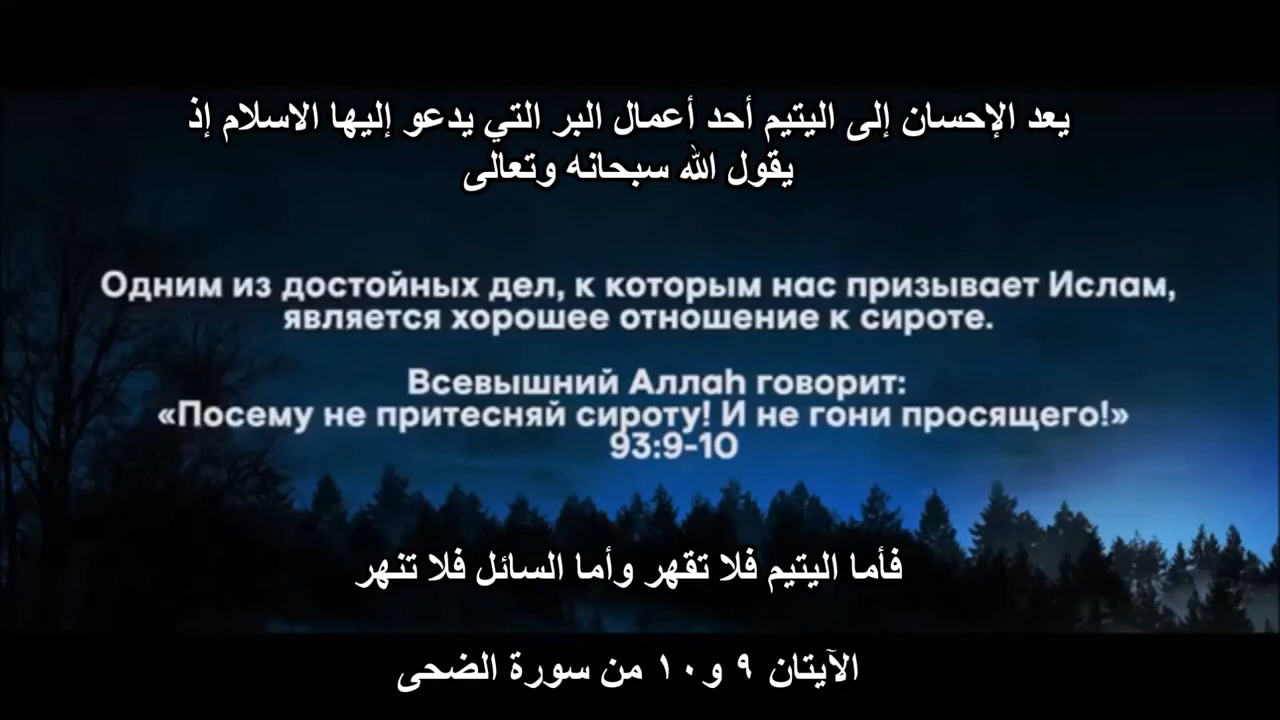 يعد الإحسان إلى اليتيم أحد أعمال البر التي يدعو إليها الاسلام إذ
يقول الله سبحانه وتعالى
Одним из достойных дел, к которым нас призывает Ислам,
является хорошее отношение к сироте.
Всевышний Аллаһ говорит:
«Посему не притесняй сироту! И не гони просящего!»
93:9-10
فأما اليتيم فلا تقهر وأما السائل فلا تنهر
الآيتان ٩ و١٠ من سورة الضحى